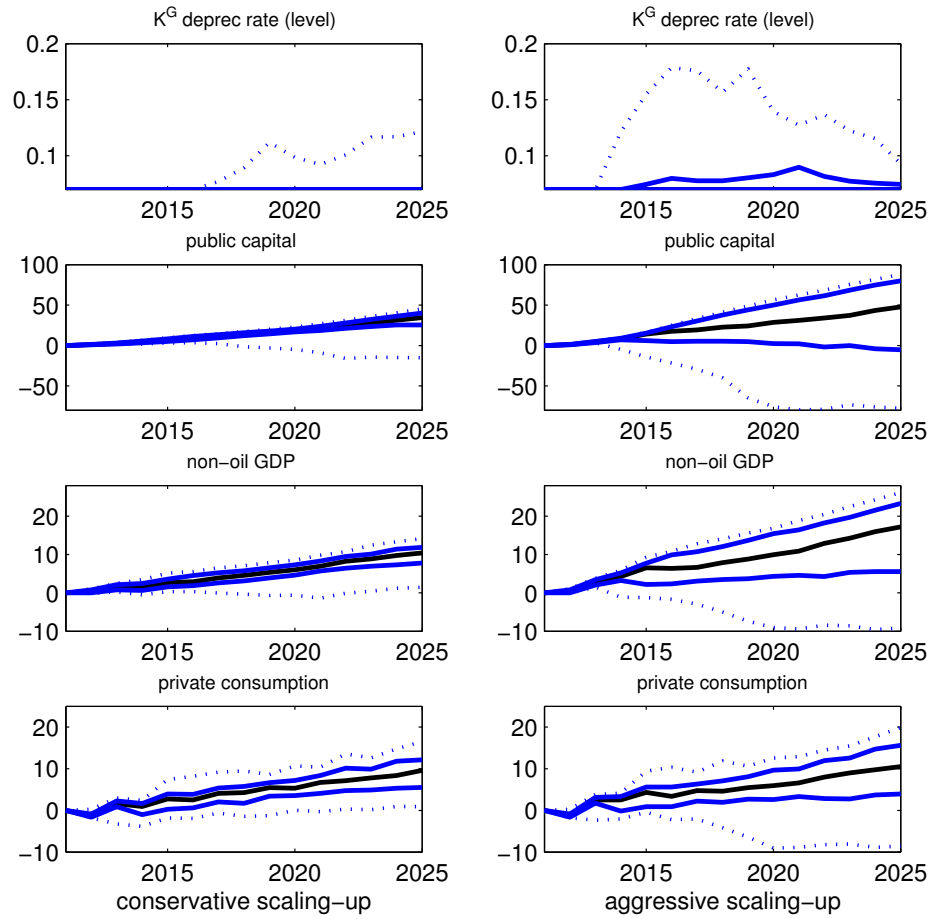 K^G deprec rate (level) K^G deprec rate (level)
0.2 0.2
0.15 0.15
0.1 0.1
2015 2020 2025 2015 2020 2025
public capital public capital
100 100
50 50
0 0
−50 −50
2015 2020 2025 2015 2020 2025
non−oil GDP non−oil GDP
20 20
10 10
0 0
−10 −10
2015 2020 2025 2015 2020 2025
private consumption private consumption
20 20
10 10
0 0
−10 −10
2015 2020 2025 2015 2020 2025
conservative scaling−up aggressive scaling−up